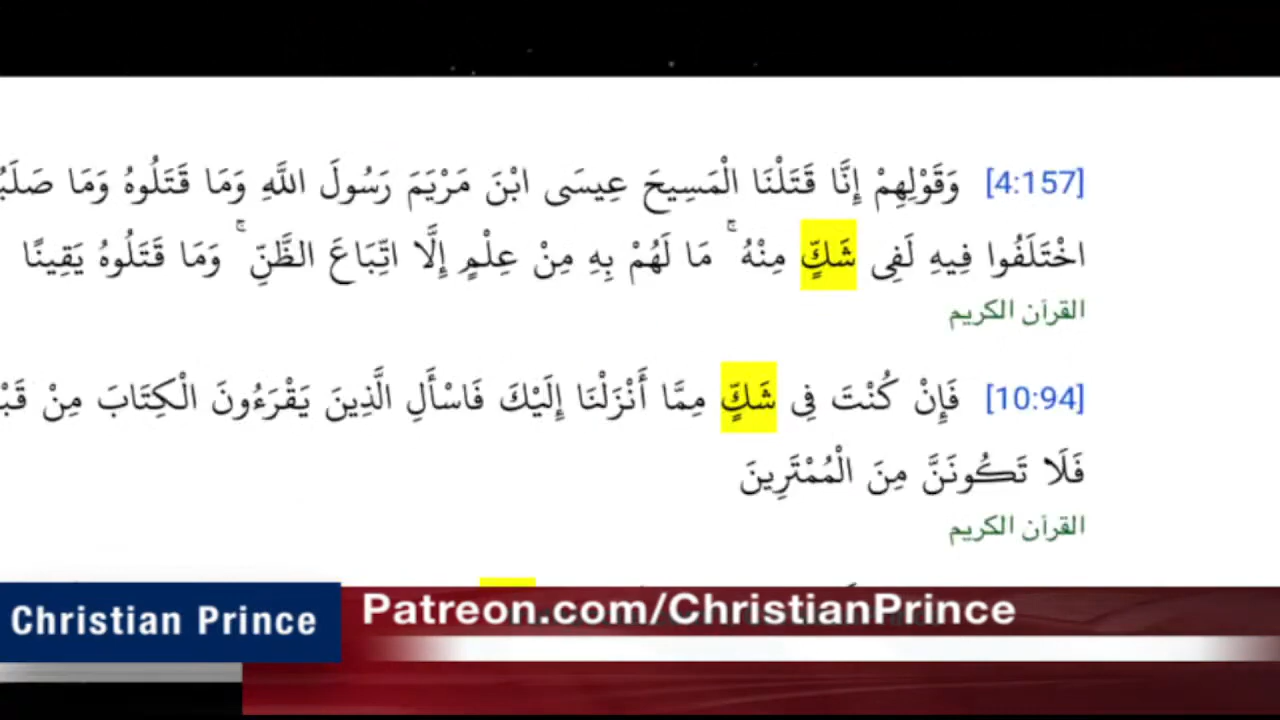 [4:157] وَقَوْلِهِمْ إِنَّا قَتَلْنَا الْمَسِيحَ عِيسَى ابْنَ مَرْيَمَ رَسُولَ اللَّهِ وَمَا قَتَلُوهُ وَمَا
اخْتَلَفُوا فِيهِ لَفِى شَكٍّ مِنْهُ ۚ مَا لَهُمْ بِهِ مِنْ عِلْمٍ إِلَّا اتِّبَاعَ الظَّنِّ ۚ وَمَا قَتَلُوهُ يَقِينًا
القرآن الكريم
[10:94] فَإِنْ كُنْتَ فِى شَكٍّ مِمَّا أَنْزَلْنَا إِلَيْكَ فَاسْأَلِ الَّذِينَ يَقْرَءُونَ الْكِتَابَ مِنْ
فَلَا تَكُونَنَّ مِنَ الْمُمْتَرِينَ
القرآن الكريم
Christian Prince
Patreon.com/ChristianPrince